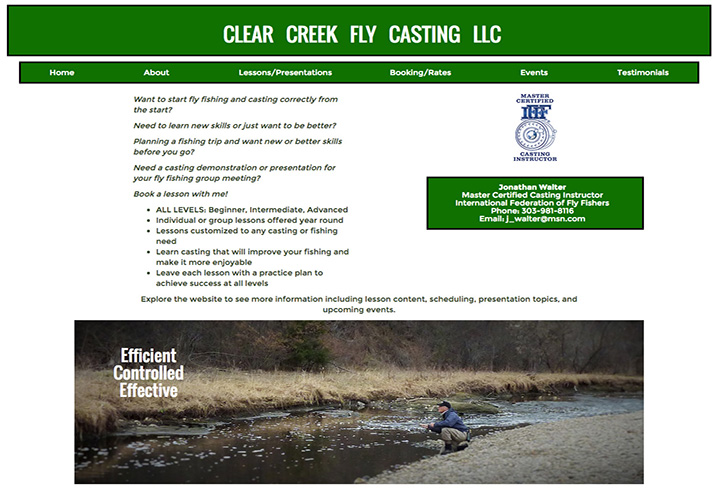 CLEAR CREEK FLY CASTING LLC
Home About Lessons/Presentations Booking/Rates Events Testimonials
Want to start fly fishing and casting correctly from
the start?
Need to learn new skills or just want to be better?
Planning a fishing trip and want new or better skills
before you go?
Need a casting demonstration or presentation for
your fly fishing group meeting?
Book a lesson with me!
• ALL LEVELS: Beginner, Intermediate, Advanced
• Individual or group lessons offered year round
• Lessons customized to any casting or fishing
need
• Learn casting that will improve your fishing and
make it more enjoyable
• Leave each lesson with a practice plan to
achieve success at all levels
MASTER
CERTIFIED
IFFF
CASTING
INSTRUCTOR
Jonathan Walter
Master Certified Casting Instructor
International Federation of Fly Fishers
Phone: 303-981-8116
Email: j_walter@msn.com
Explore the website to see more information including lesson content, scheduling, presentation topics, and
upcoming events.
Efficient
Controlled
Effective